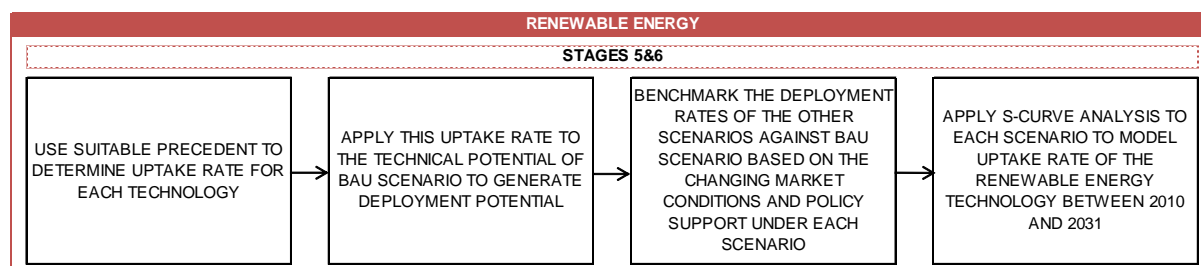 RENEWABLE ENERGY
STAGES 5&6
USE SUITABLE PRECEDENT TO
DETERMINE UPTAKE RATE FOR
EACH TECHNOLOGY
APPLY THIS UPTAKE RATE TO
THE TECHNICAL POTENTIAL OF
BAU SCENARIO TO GENERATE
DEPLOYMENT POTENTIAL
BENCHMARK THE DEPLOYMENT
RATES OF THE OTHER
SCENARIOS AGAINST BAU
SCENARIO BASED ON THE
CHANGING MARKET
CONDITIONS AND POLICY
SUPPORT UNDER EACH
SCENARIO
APPLY S-CURVE ANALYSIS TO
EACH SCENARIO TO MODEL
UPTAKE RATE OF THE
RENEWABLE ENERGY
TECHNOLOGY BETWEEN 2010
AND 2031